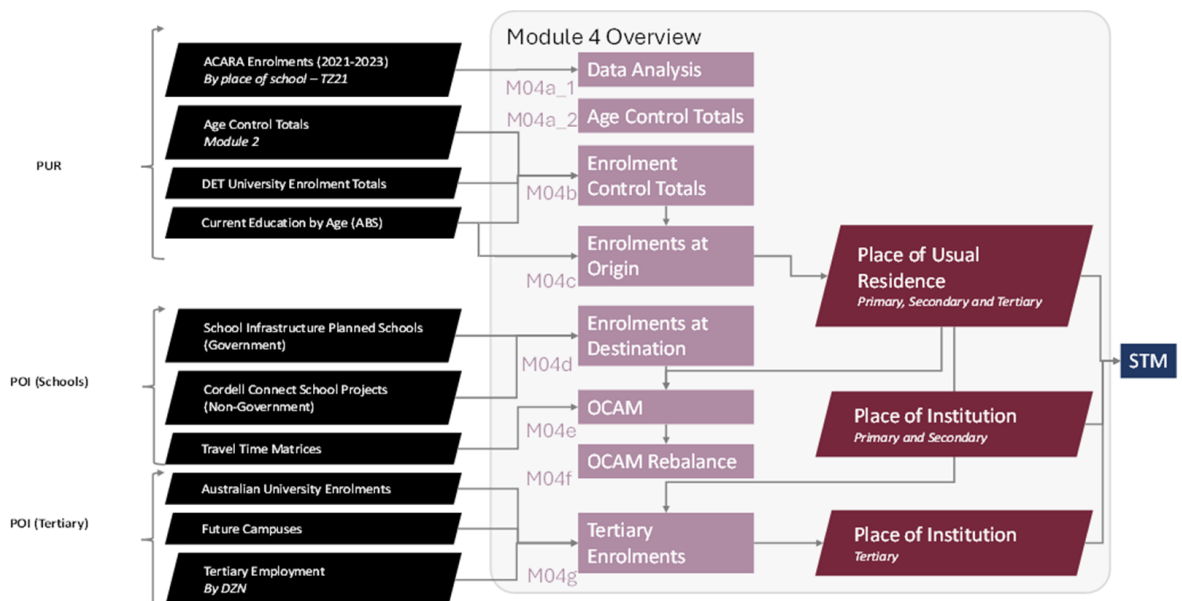 Module 4 Overview
PUR
ACARA Enrolments (2021-2023)
By place of school – TZ21
Age Control Totals
Module 2
DET University Enrolment Totals
Current Education by Age (ABS)
POI (Schools)
School Infrastructure Planned Schools
(Government)
Cordell Connect School Projects
(Non-Government)
Travel Time Matrices
POI (Tertiary)
Australian University Enrolments
Future Campuses
Tertiary Employment
By DZN
M04a_1
Data Analysis
M04a_2
Age Control Totals
M04b
Enrolment
Control Totals
M04c
Enrolments at
Origin
M04d
Enrolments at
Destination
M04e
OCAM
M04f
OCAM Rebalance
M04g
Tertiary
Enrolments
Place of Usual
Residence
Primary, Secondary and Tertiary
Place of Institution
Primary and Secondary
Place of Institution
Tertiary
STM